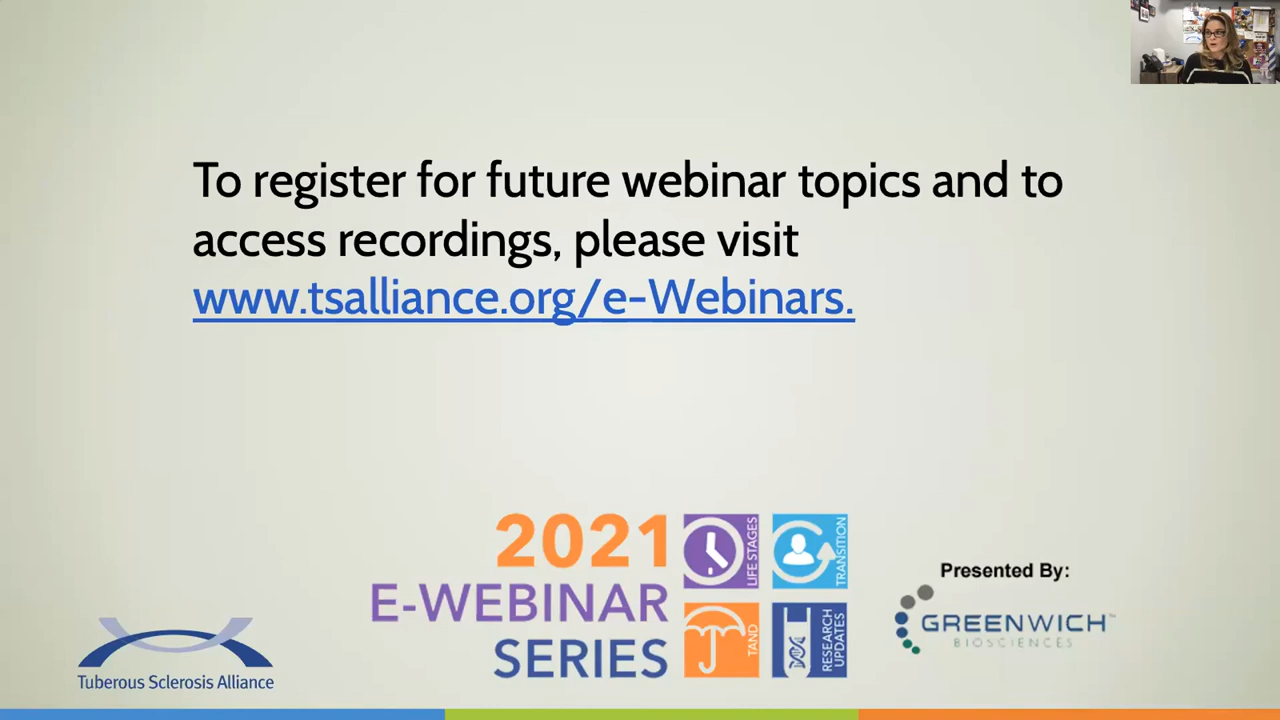 To register for future webinar topics and to
access recordings, please visit
www.tsalliance.org/e-Webinars.
2021
E-WEBINAR
SERIES
LIFE STAGES
TRANSITION
TAND
RESEARCH
UPDATES
Presented By:
GREENWICH™
BIOSCIENCES
Tuberous Sclerosis Alliance